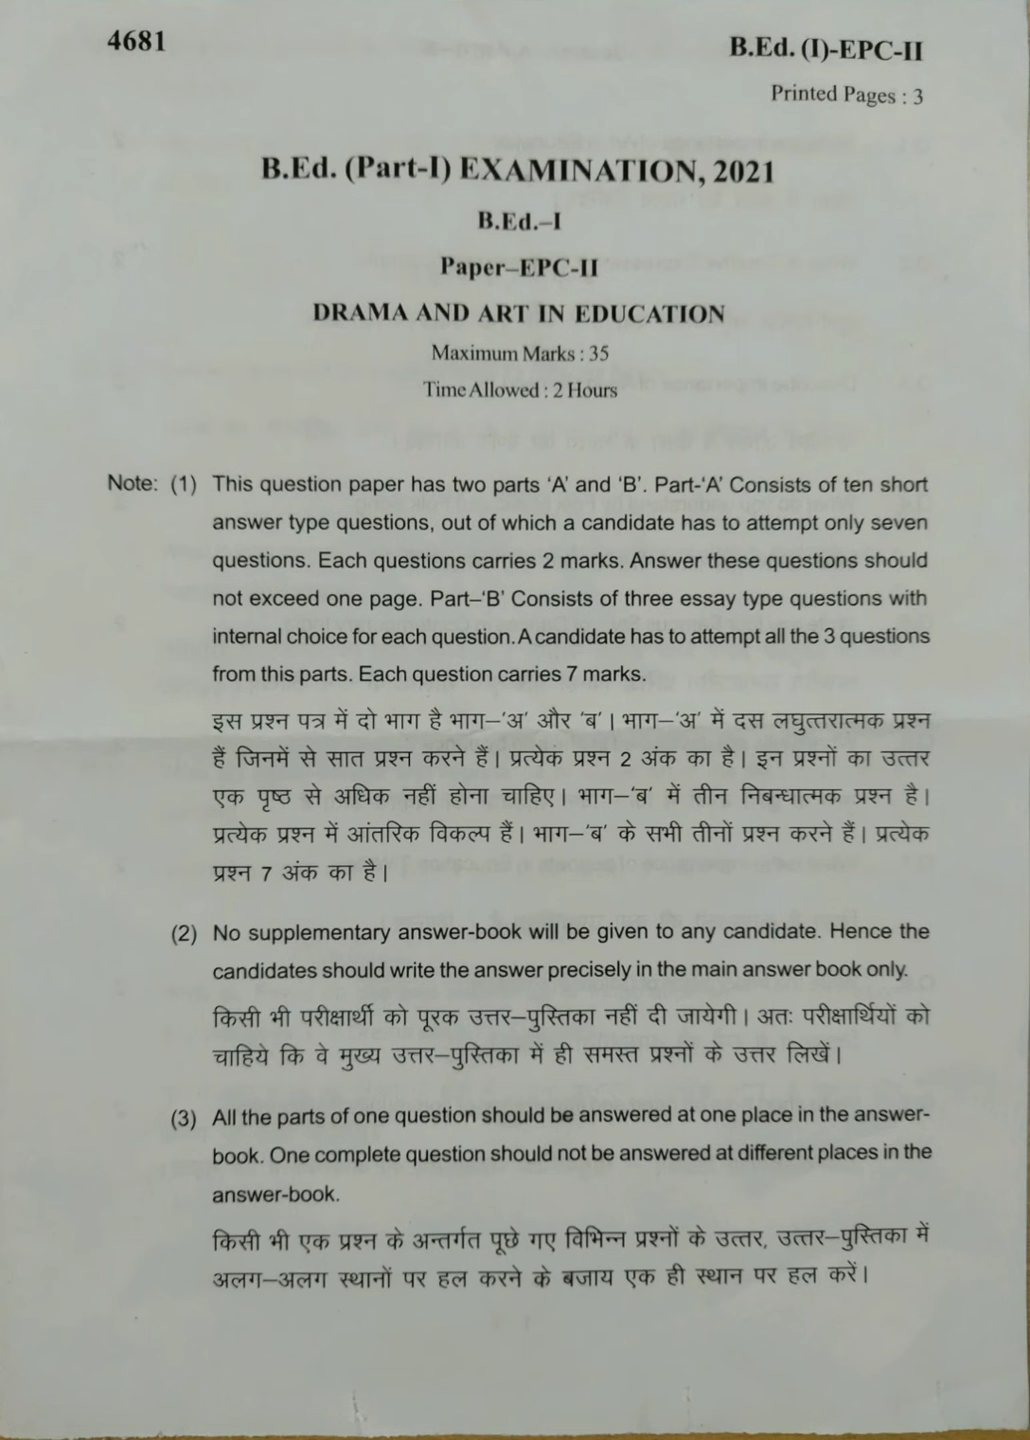 4681
B.Ed. (I)-EPC-II
Printed Pages : 3
B.Ed. (Part-I) EXAMINATION, 2021
B.Ed.–I
Paper–EPC-II
DRAMA AND ART IN EDUCATION
Maximum Marks : 35
Time Allowed : 2 Hours
Note: (1) This question paper has two parts ‘A’ and ‘B’. Part-‘A’ Consists of ten short
answer type questions, out of which a candidate has to attempt only seven
questions. Each questions carries 2 marks. Answer these questions should
not exceed one page. Part–‘B’ Consists of three essay type questions with
internal choice for each question. A candidate has to attempt all the 3 questions
from this parts. Each question carries 7 marks.
इस प्रश्न पत्र में दो भाग है भाग–‘अ’ और ‘ब’। भाग–‘अ’ में दस लघुत्तरात्मक प्रश्न
हैं जिनमें से सात प्रश्न करने हैं। प्रत्येक प्रश्न 2 अंक का है। इन प्रश्नों का उत्तर
एक पृष्ठ से अधिक नहीं होना चाहिए। भाग–‘ब’ में तीन निबन्धात्मक प्रश्न है।
प्रत्येक प्रश्न में आंतरिक विकल्प हैं। भाग–‘ब’ के सभी तीनों प्रश्न करने हैं। प्रत्येक
प्रश्न 7 अंक का है।
(2) No supplementary answer-book will be given to any candidate. Hence the
candidates should write the answer precisely in the main answer book only.
किसी भी परीक्षार्थी को पूरक उत्तर–पुस्तिका नहीं दी जायेगी। अतः परीक्षार्थियों को
चाहिये कि वे मुख्य उत्तर–पुस्तिका में ही समस्त प्रश्नों के उत्तर लिखें।
(3) All the parts of one question should be answered at one place in the answer-
book. One complete question should not be answered at different places in the
answer-book.
किसी भी एक प्रश्न के अन्तर्गत पूछे गए विभिन्न प्रश्नों के उत्तर, उत्तर–पुस्तिका में
अलग–अलग स्थानों पर हल करने के बजाय एक ही स्थान पर हल करें।